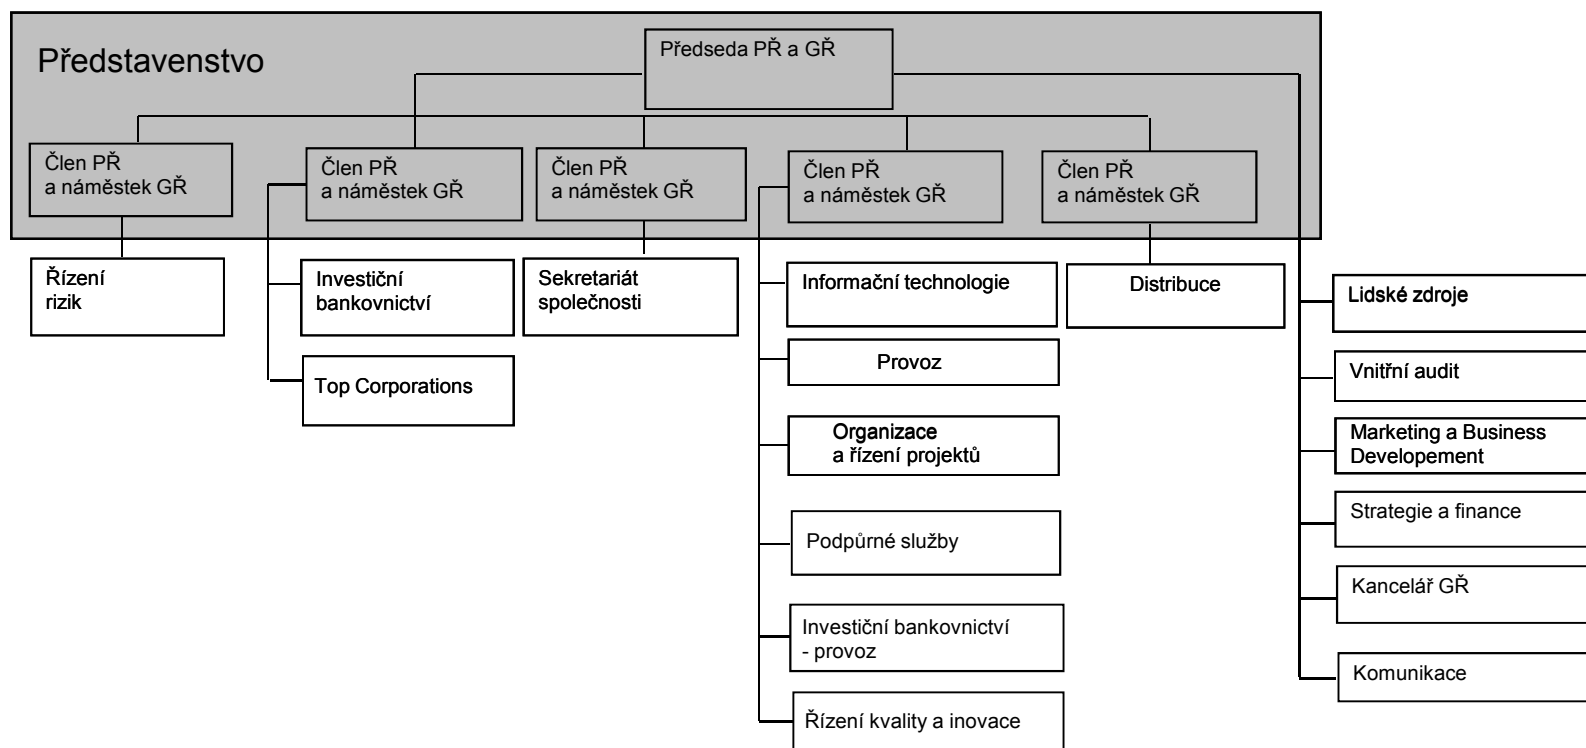 Představenstvo
Předseda PŘ a GŘ
Člen PŘ
a náměstek GŘ
Člen PŘ
a náměstek GŘ
Člen PŘ
a náměstek GŘ
Člen PŘ
a náměstek GŘ
Člen PŘ
a náměstek GŘ
Řízení
rizik
Investiční
bankovnictví
Top Corporations
Sekretariát
společnosti
Informační technologie
Provoz
Organizace
a řízení projektů
Podpůrné služby
Investiční bankovnictví
- provoz
Řízení kvality a inovace
Distribuce
Lidské zdroje
Vnitřní audit
Marketing a Business
Developement
Strategie a finance
Kancelář GŘ
Komunikace